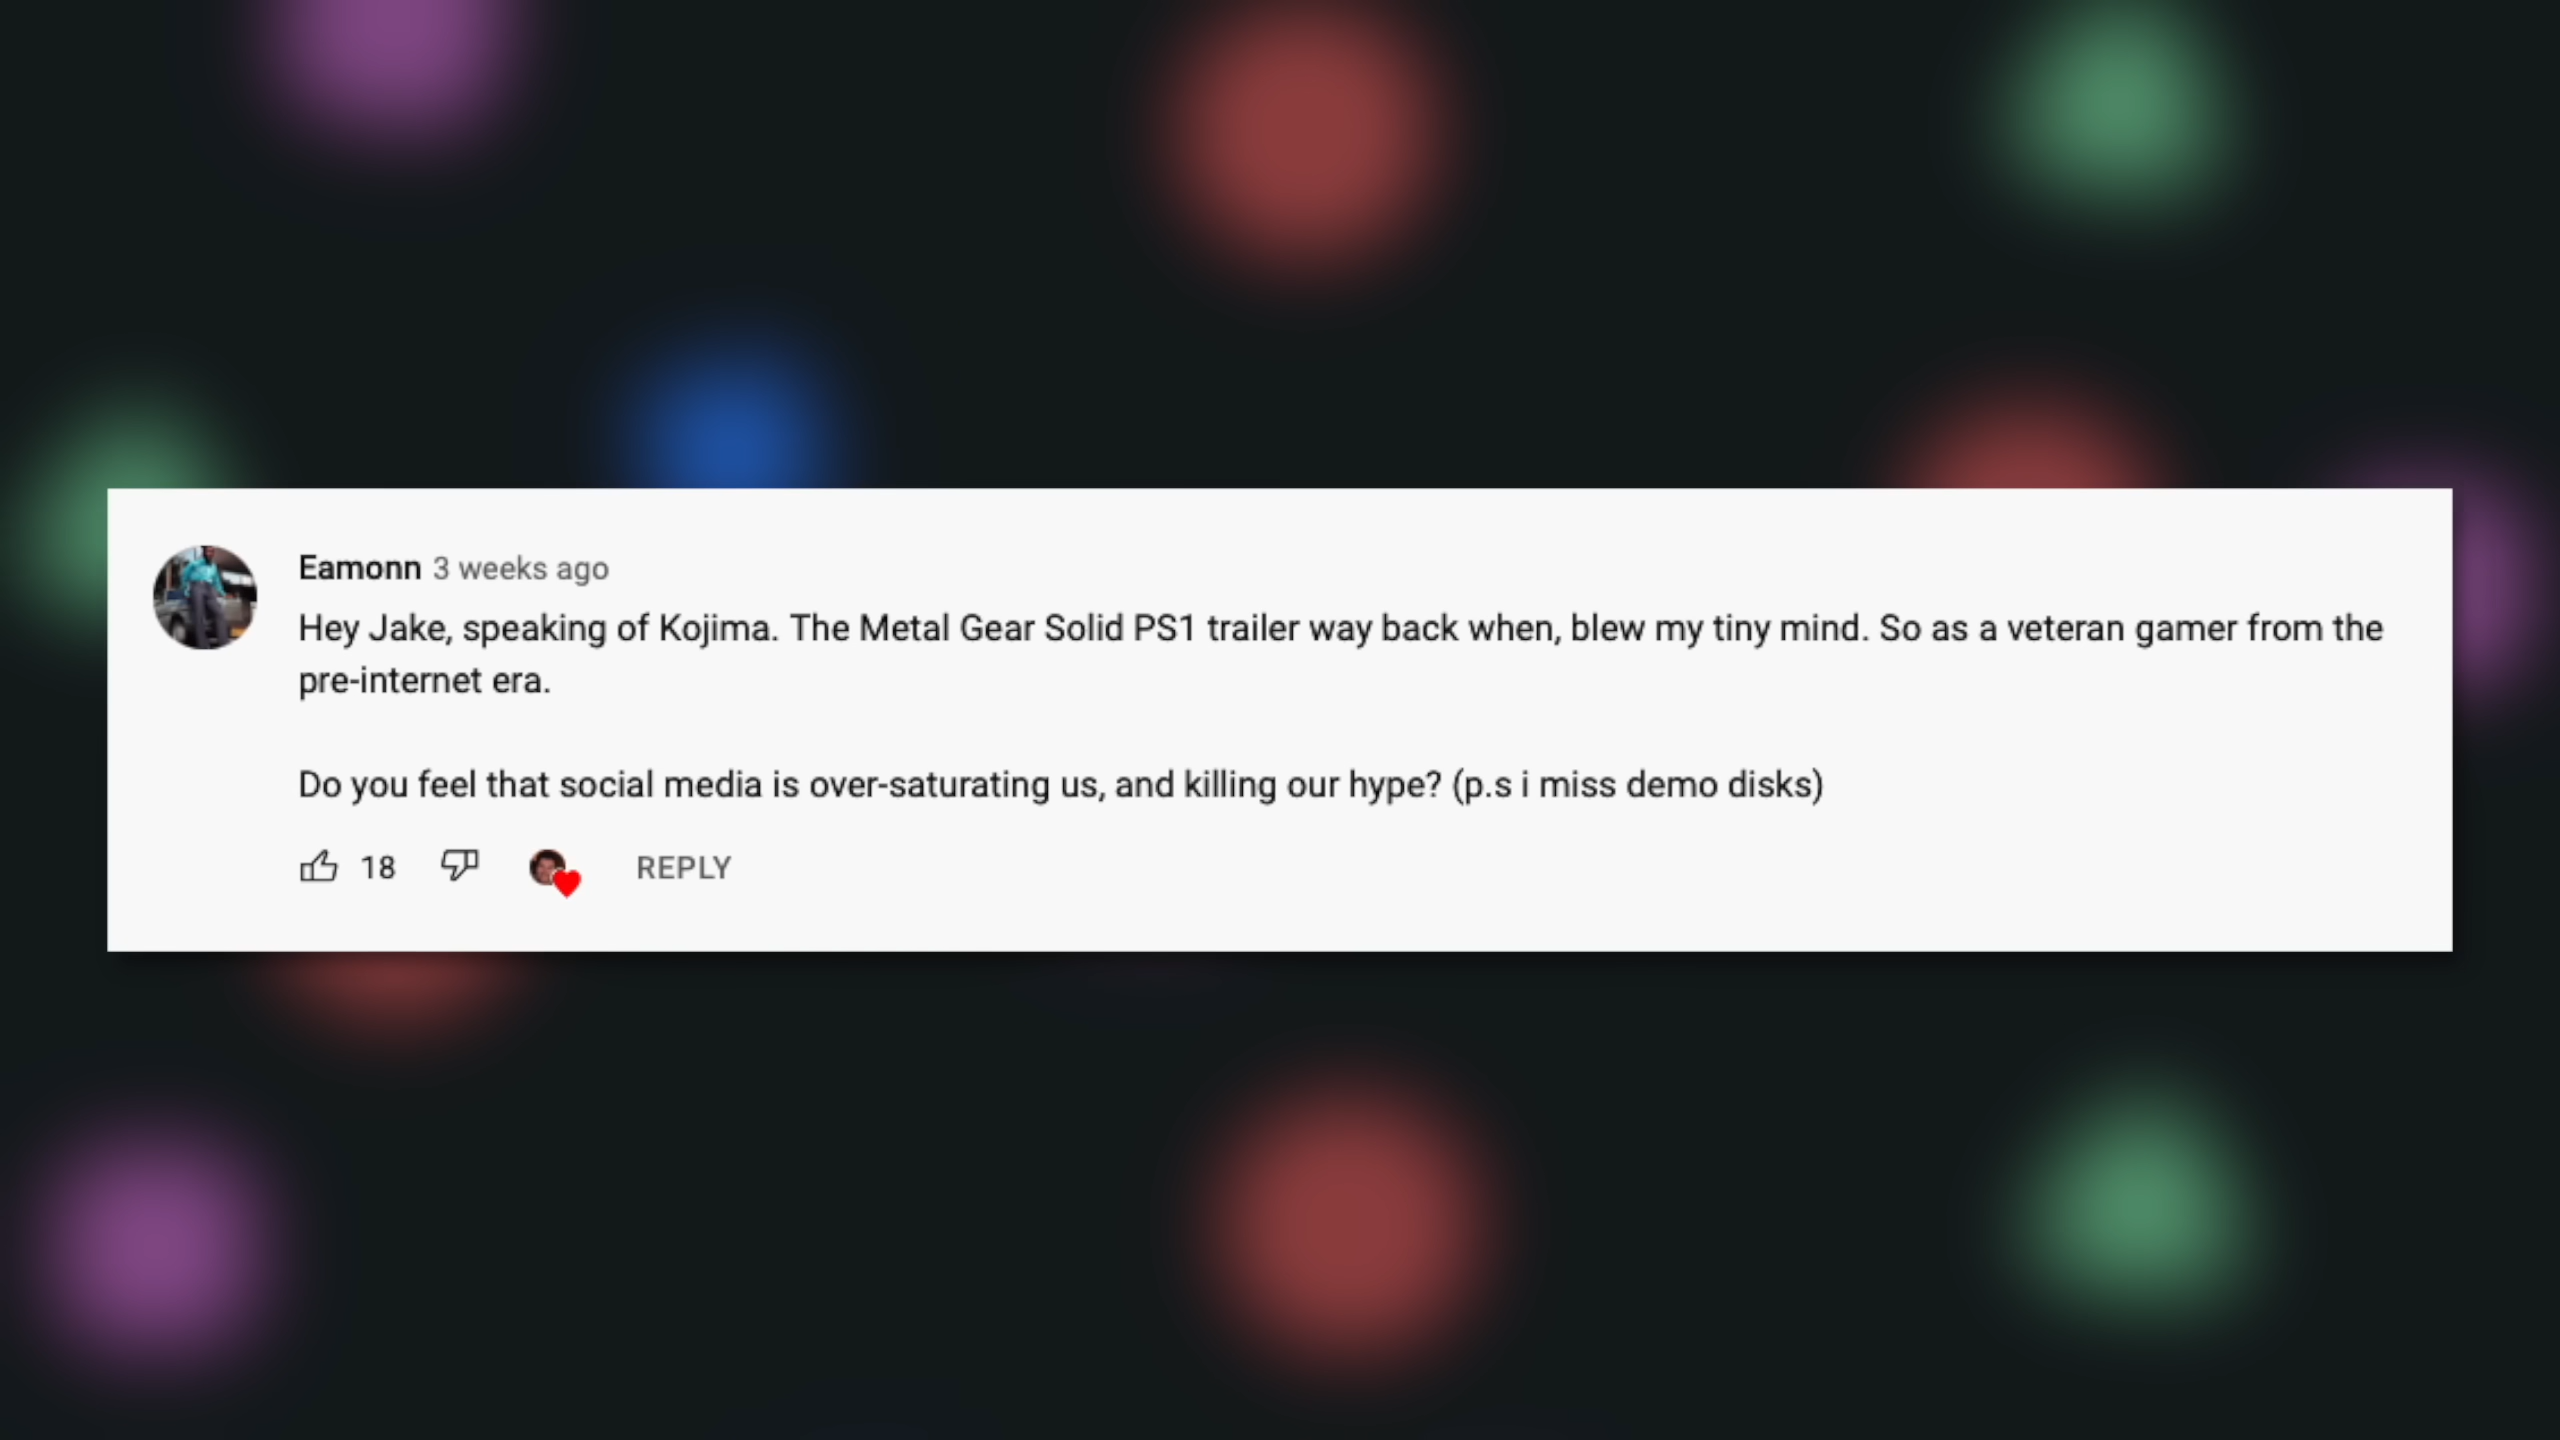 Eamonn 3 weeks ago
Hey Jake, speaking of Kojima. The Metal Gear Solid PS1 trailer way back when, blew my tiny mind. So as a veteran gamer from the
pre-internet era.
Do you feel that social media is over-saturating us, and killing our hype? (p.s i miss demo disks)
18 REPLY